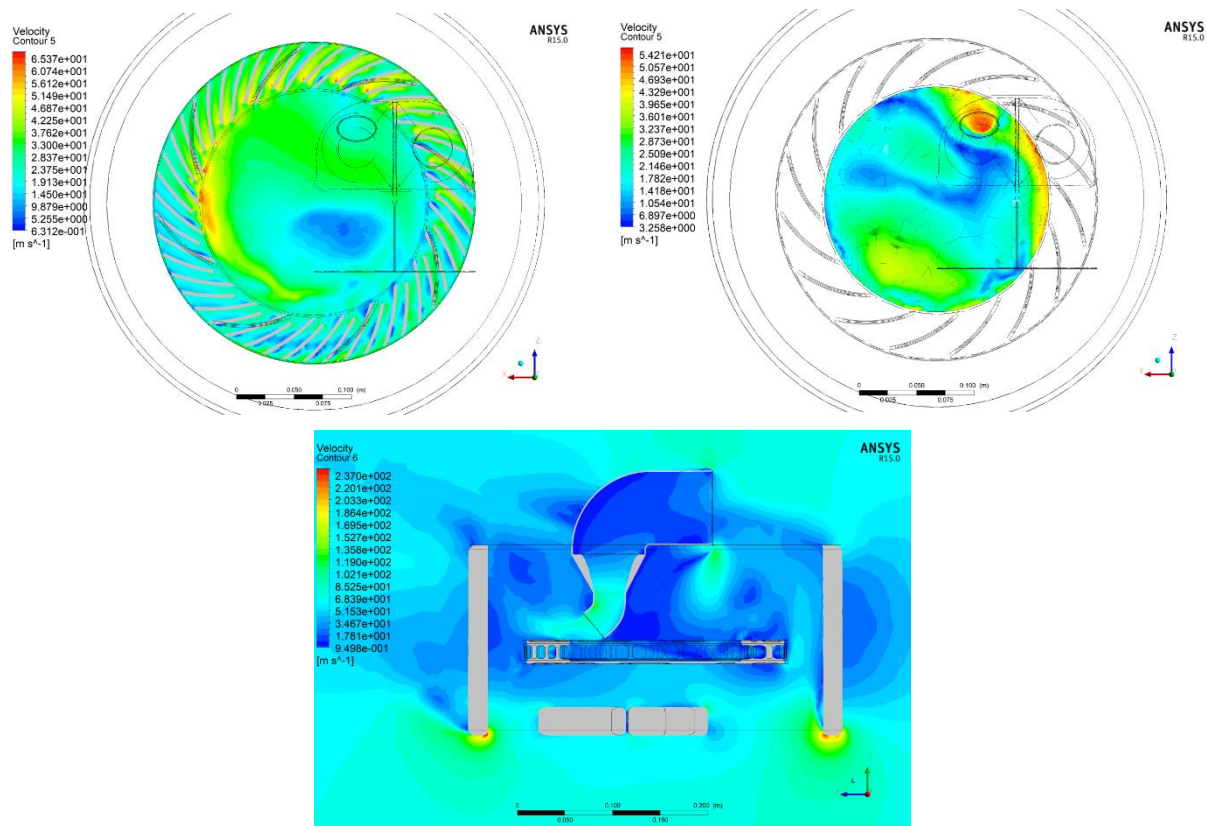 Velocity
Contour 5
6.537e+001
6.074e+001
5.612e+001
5.149e+001
4.687e+001
4.225e+001
3.762e+001
3.300e+001
2.837e+001
2.375e+001
1.913e+001
1.450e+001
9.879e+000
5.255e+000
6.312e-001
[m s^-1]
ANSYS
R15.0
Z
X
0 0.050 0.100 (m)
0.025 0.075
Velocity
Contour 5
5.421e+001
5.057e+001
4.693e+001
4.329e+001
3.965e+001
3.601e+001
3.237e+001
2.873e+001
2.509e+001
2.146e+001
1.782e+001
1.418e+001
1.054e+001
6.897e+000
3.258e+000
[m s^-1]
ANSYS
R15.0
Z
X
0 0.050 0.100 (m)
0.025 0.075
Velocity
Contour 6
2.370e+002
2.201e+002
2.033e+002
1.864e+002
1.695e+002
1.527e+002
1.358e+002
1.190e+002
1.021e+002
8.525e+001
6.839e+001
5.153e+001
3.467e+001
1.781e+001
9.498e-001
[m s^-1]
ANSYS
R15.0
0 0.100 0.200 (m)
0.050 0.150